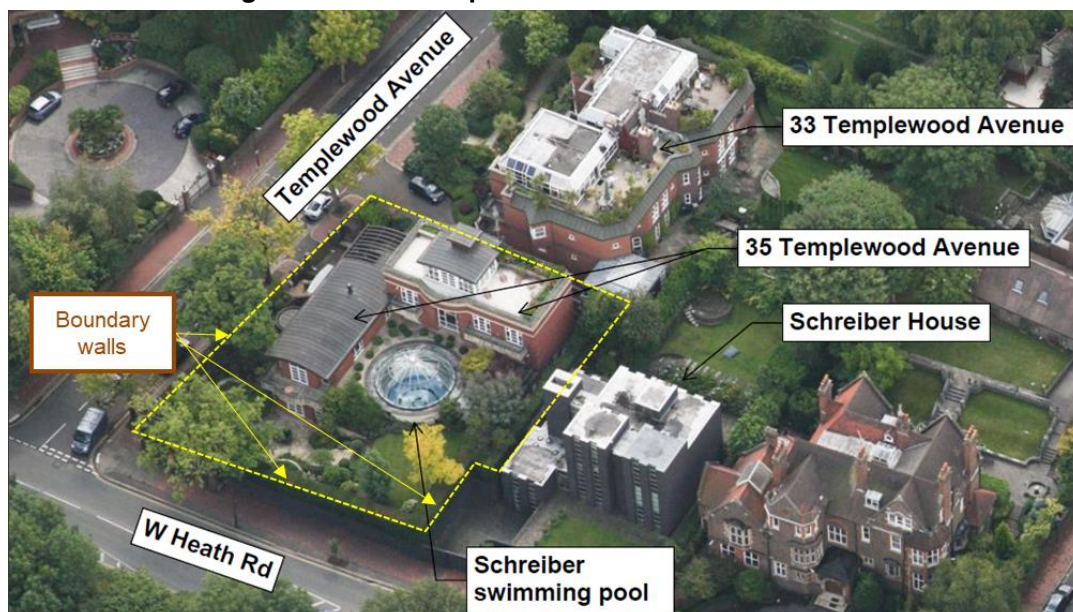 Templewood Avenue
33 Templewood Avenue
35 Templewood Avenue
Boundary
walls
Schreiber House
W Heath Rd
Schreiber
swimming pool